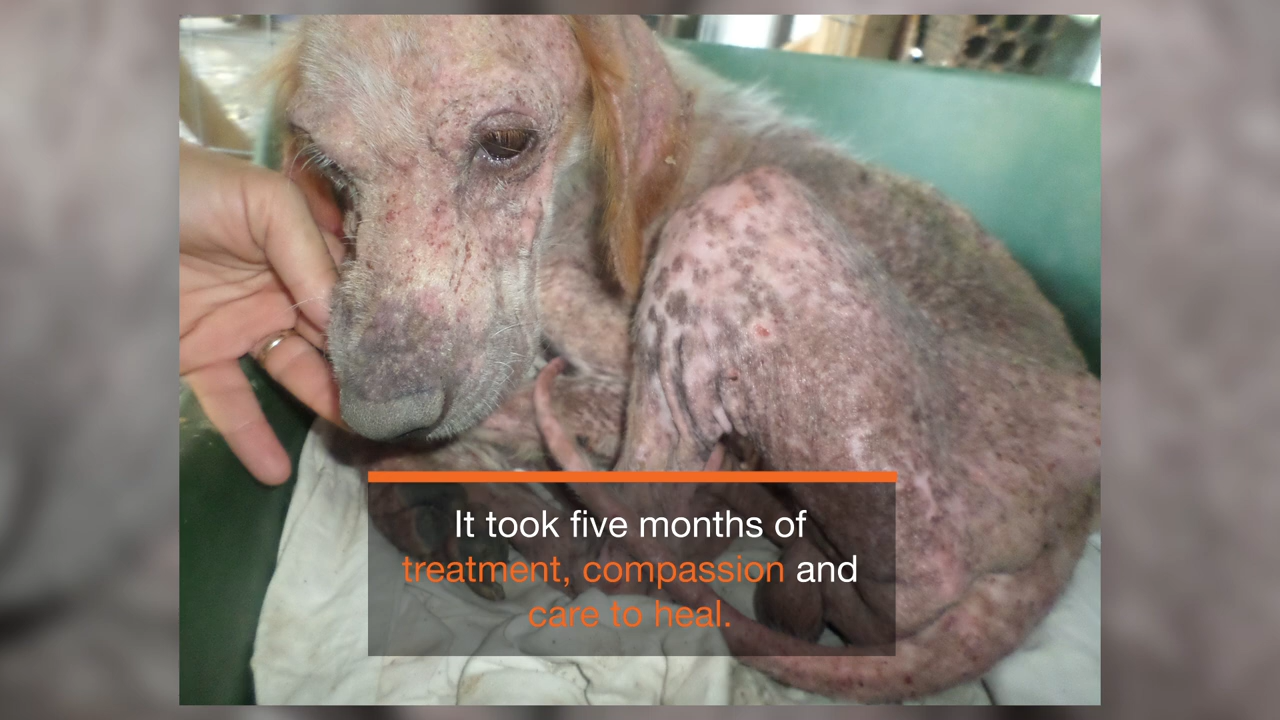 It took five months of
treatment, compassion and
care to heal.